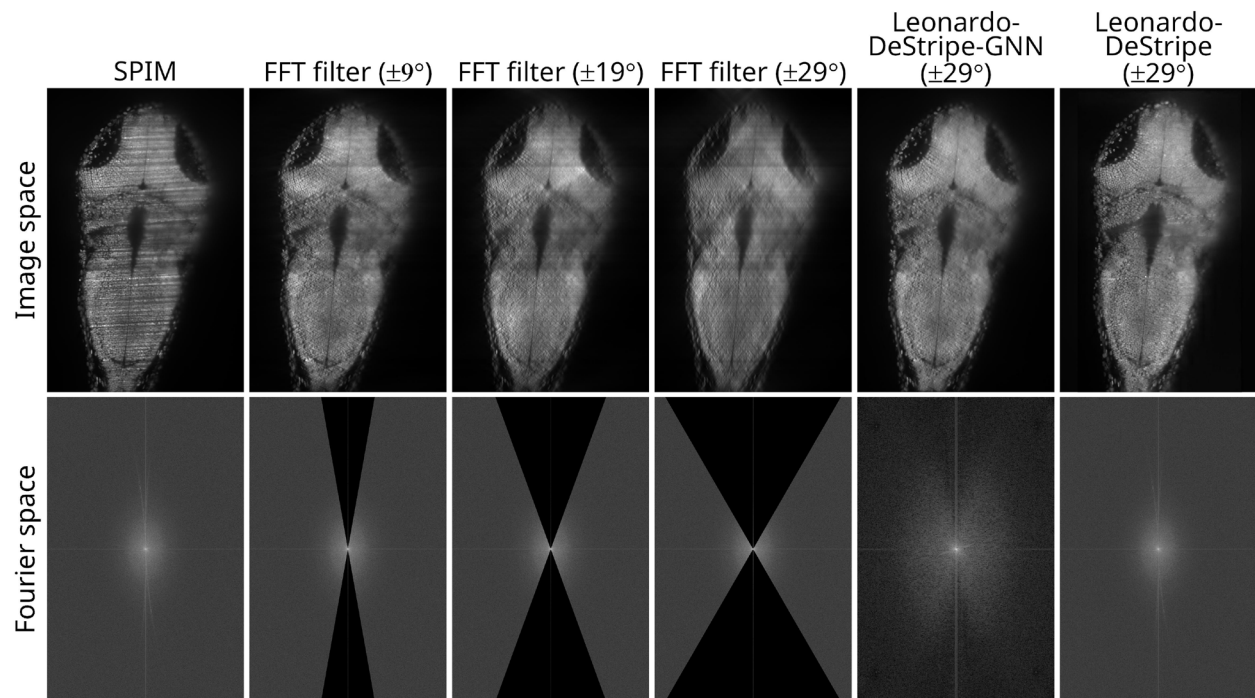 SPIM
FFT filter (±9°)
FFT filter (±19°)
FFT filter (±29°)
Leonardo-
DeStripe-GNN
(±29°)
Leonardo-
DeStripe
(±29°)
Image space
Fourier space